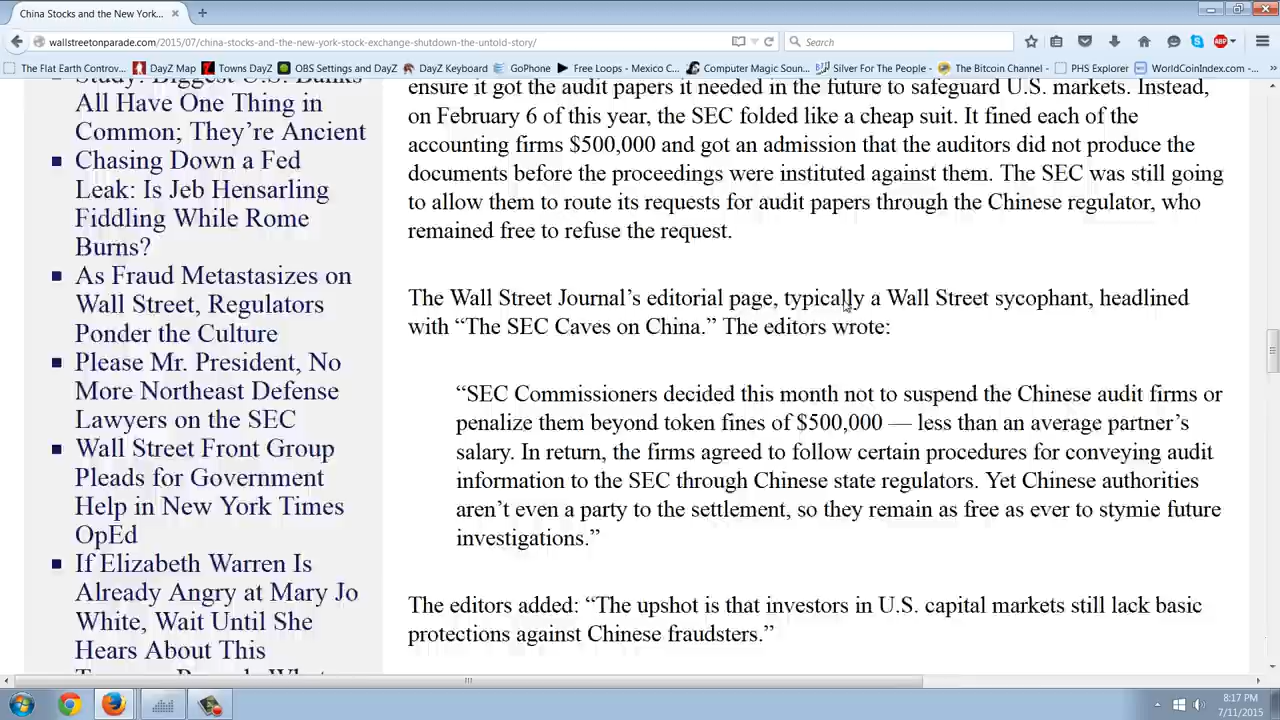 China Stocks and the New York...
wallstreetonparade.com/2015/07/china-stocks-and-the-new-york-stock-exchange-shutdown-the-untold-story/
Search
ABP
The Flat Earth Controv...
DayZ Map
Towns DayZ
OBS Settings and DayZ
DayZ Keyboard
GoPhone
Free Loops - Mexico C...
Computer Magic Soun...
Silver For The People -...
The Bitcoin Channel -...
PHS Explorer
WorldCoinIndex.com -...
Study: Biggest U.S. Banks
All Have One Thing in
Common; They're Ancient
Chasing Down a Fed
Leak: Is Jeb Hensarling
Fiddling While Rome
Burns?
As Fraud Metastasizes on
Wall Street, Regulators
Ponder the Culture
Please Mr. President, No
More Northeast Defense
Lawyers on the SEC
Wall Street Front Group
Pleads for Government
Help in New York Times
OpEd
If Elizabeth Warren Is
Already Angry at Mary Jo
White, Wait Until She
Hears About This
ensure it got the audit papers it needed in the future to safeguard U.S. markets. Instead,
on February 6 of this year, the SEC folded like a cheap suit. It fined each of the
accounting firms $500,000 and got an admission that the auditors did not produce the
documents before the proceedings were instituted against them. The SEC was still going
to allow them to route its requests for audit papers through the Chinese regulator, who
remained free to refuse the request.
The Wall Street Journal's editorial page, typically a Wall Street sycophant, headlined
with “The SEC Caves on China.” The editors wrote:
“SEC Commissioners decided this month not to suspend the Chinese audit firms or
penalize them beyond token fines of $500,000 — less than an average partner's
salary. In return, the firms agreed to follow certain procedures for conveying audit
information to the SEC through Chinese state regulators. Yet Chinese authorities
aren't even a party to the settlement, so they remain as free as ever to stymie future
investigations.”
The editors added: “The upshot is that investors in U.S. capital markets still lack basic
protections against Chinese fraudsters.”
8:17 PM
7/11/2015